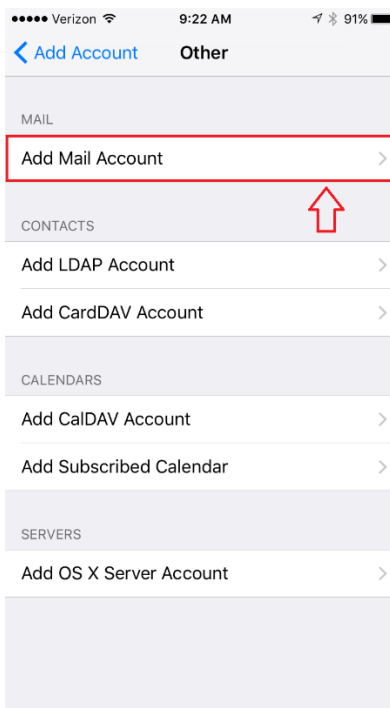 Verizon 9:22 AM 91%
Add Account Other
MAIL
Add Mail Account
CONTACTS
Add LDAP Account
Add CardDAV Account
CALENDARS
Add CalDAV Account
Add Subscribed Calendar
SERVERS
Add OS X Server Account